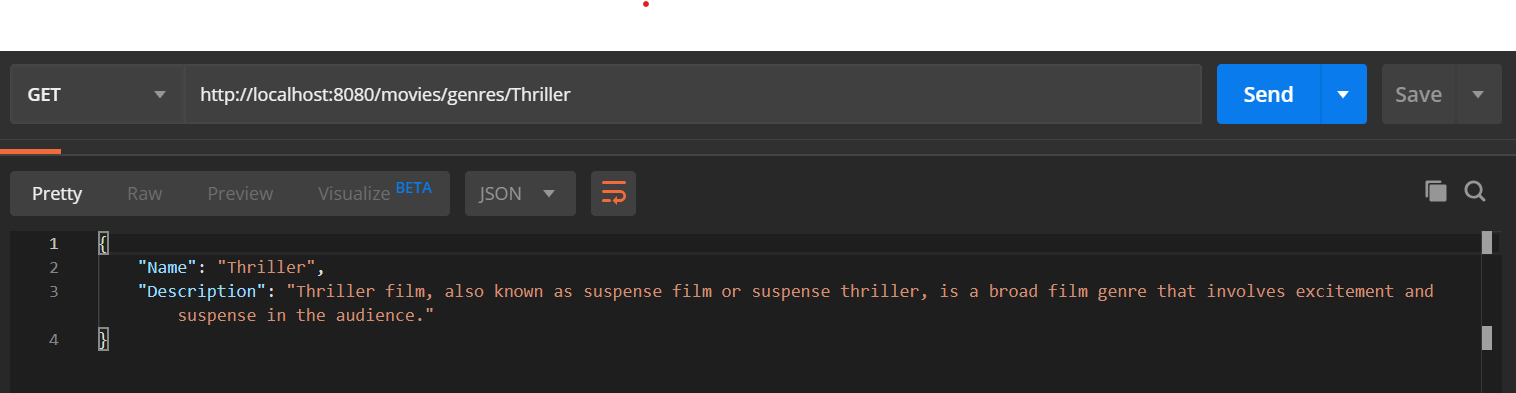 GET http://localhost:8080/movies/genres/Thriller Send Save
Pretty Raw Preview Visualize BETA JSON
1 {
2 "Name": "Thriller",
3 "Description": "Thriller film, also known as suspense film or suspense thriller, is a broad film genre that involves excitement and
suspense in the audience."
4 }